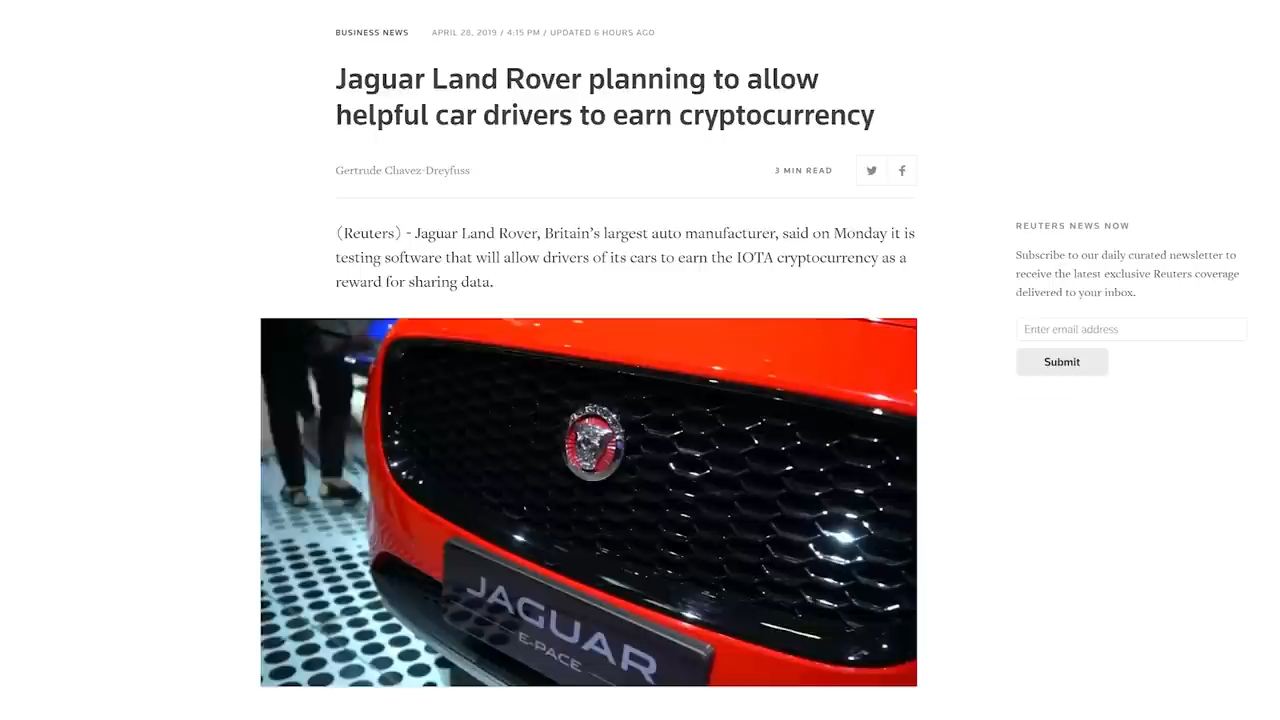 BUSINESS NEWS APRIL 28, 2019 / 4:15 PM / UPDATED 6 HOURS AGO
Jaguar Land Rover planning to allow
helpful car drivers to earn cryptocurrency
Gertrude Chavez-Dreyfuss 3 MIN READ
(Reuters) - Jaguar Land Rover, Britain's largest auto manufacturer, said on Monday it is
testing software that will allow drivers of its cars to earn the IOTA cryptocurrency as a
reward for sharing data.
JAGUAR
E-PACE
REUTERS NEWS NOW
Subscribe to our daily curated newsletter to
receive the latest exclusive Reuters coverage
delivered to your inbox.
Enter email address
Submit